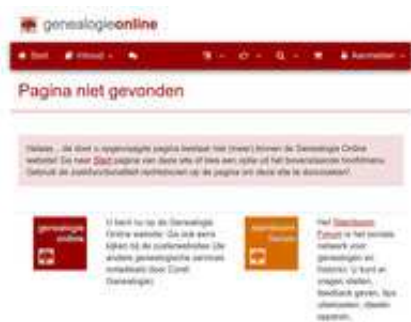 genealogieonline
Start Inhoud Aanmelden
Pagina niet gevonden
Helaas... de door u opgevraagde pagina bestaat niet (meer) binnen de Genealogie Online
website! Ga naar Start pagina van deze site of kies een optie uit het bovenstaande hoofdmenu.
Gebruik de zoekfunctionaliteit rechtsboven op de pagina om deze site te doorzoeken!
genealogie
online
U bent nu op de Genealogie
Online website. Ga ook eens
kijken bij de zusterwebsites (de
andere genealogische services
ontwikkeld door Coret
Genealogie).
stamboom
forum
Het Stamboom
Forum is het sociale
netwerk voor
genealogen en
historici. U kunt er
vragen stellen,
feedback geven, tips
uitwisselen, ideeën
opperen,